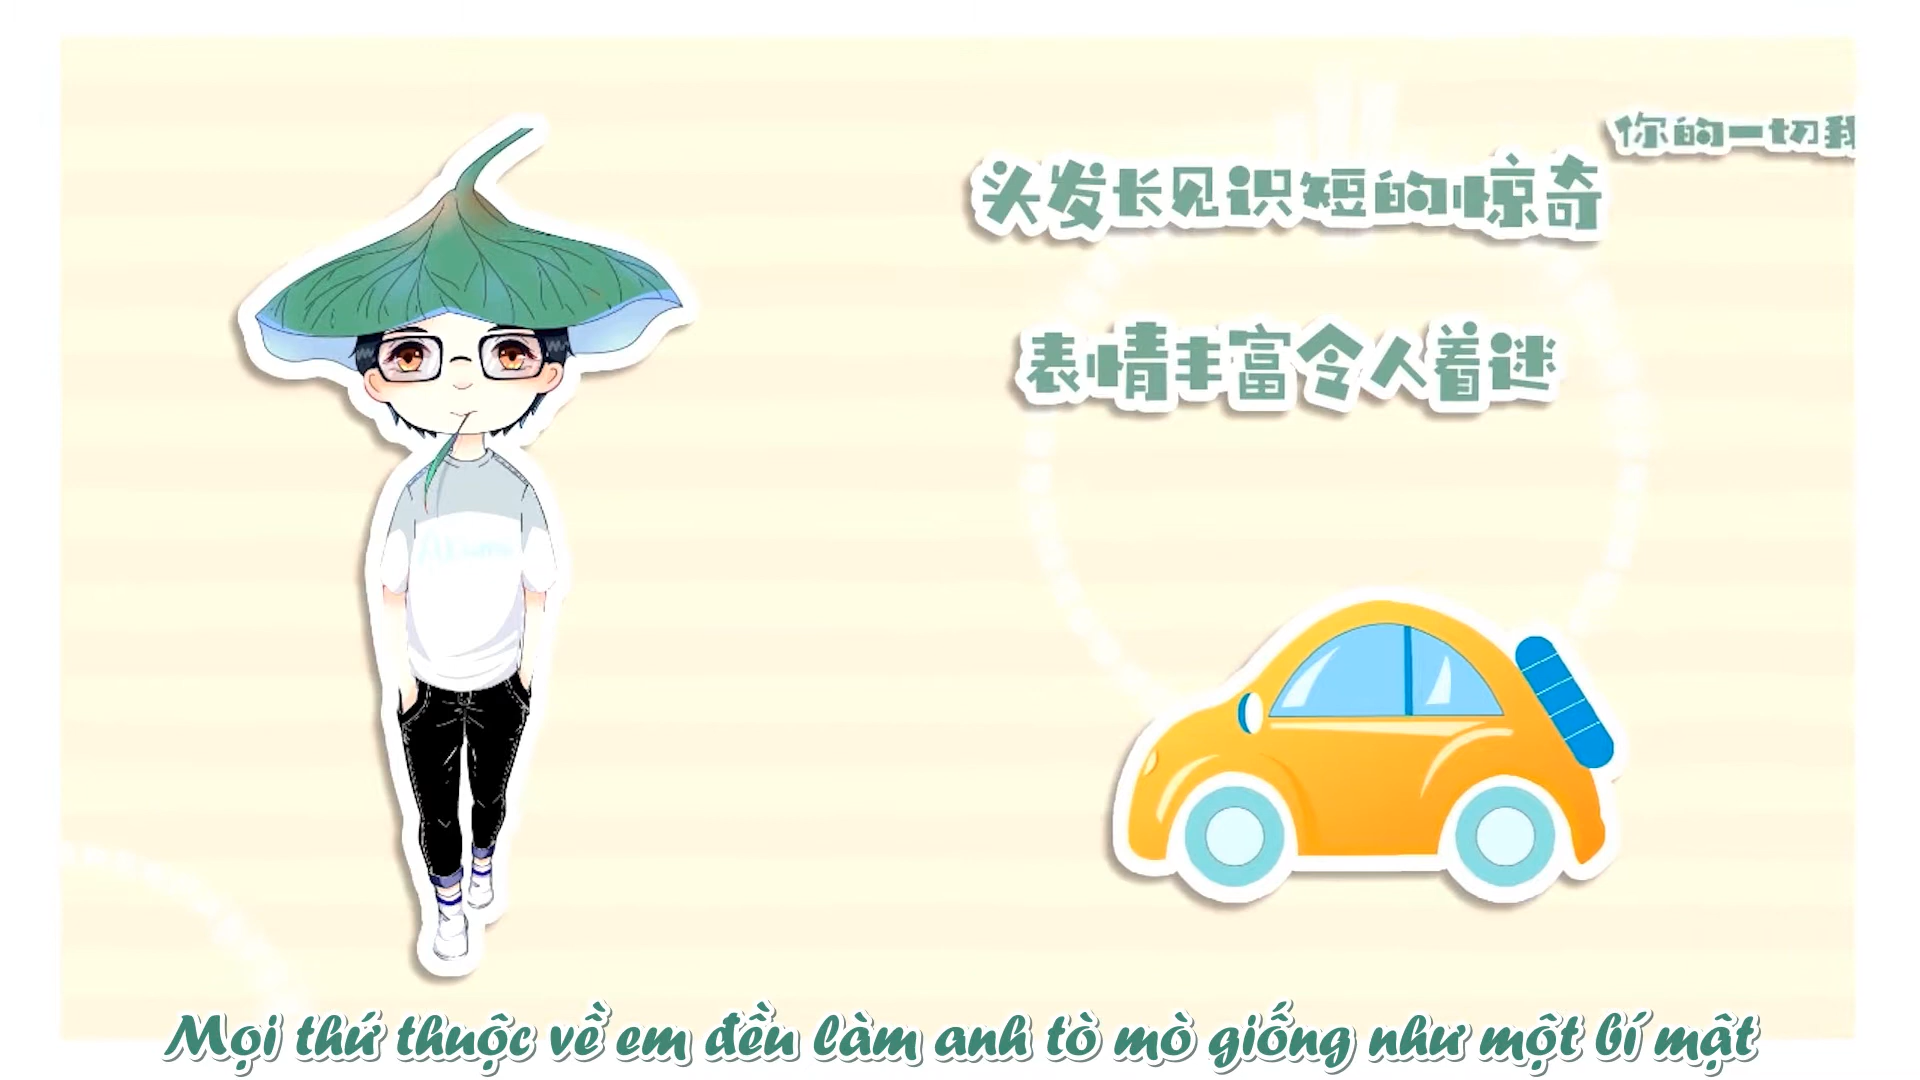 你的一切我
头发长见识短的惊奇
表情丰富令人着迷
Mọi thứ thuộc về em đều làm anh tò mò giống như một bí mật